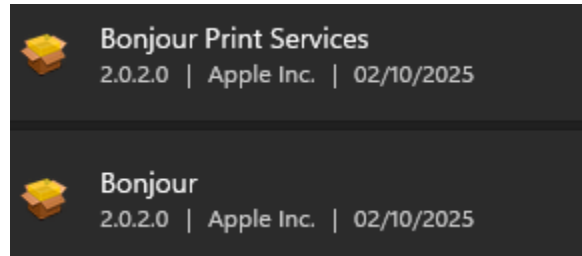 Bonjour Print Services
2.0.2.0 | Apple Inc. | 02/10/2025
Bonjour
2.0.2.0 | Apple Inc. | 02/10/2025